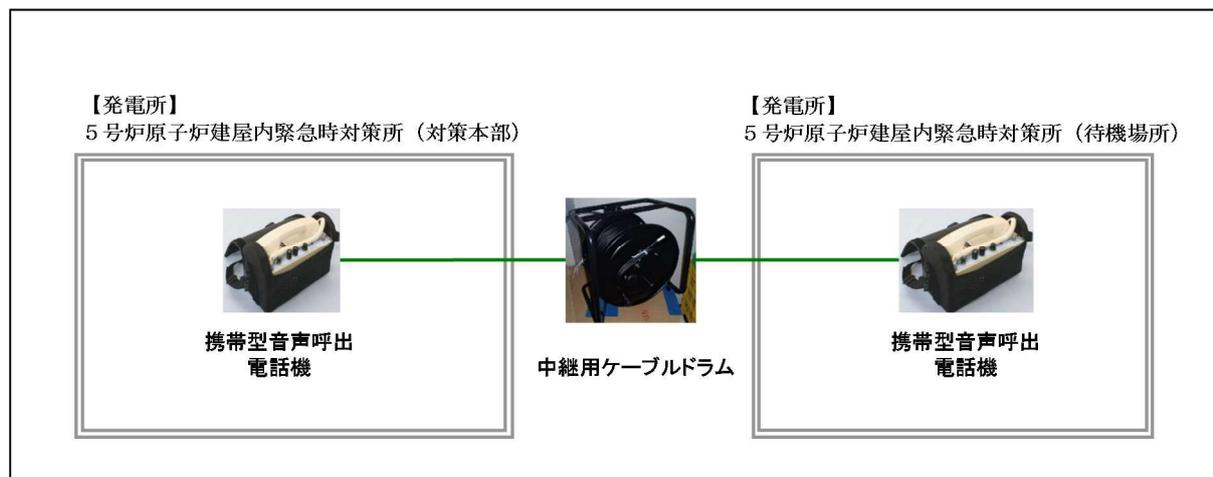 【発電所】
５号炉原子炉建屋内緊急時対策所（対策本部）
携帯型音声呼出
電話機
中継用ケーブルドラム
【発電所】
５号炉原子炉建屋内緊急時対策所（待機場所）
携帯型音声呼出
電話機